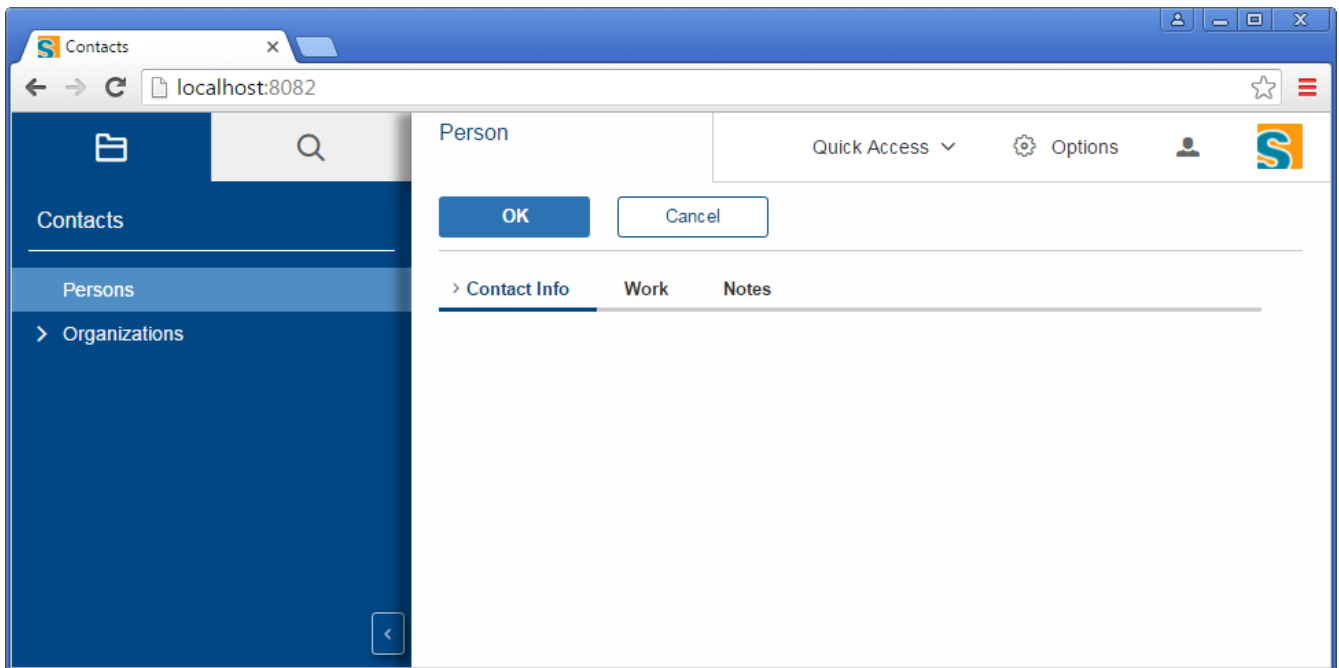 Contacts
localhost:8082
Person
Quick Access
Options
Contacts
OK
Cancel
Persons
Contact Info
Work
Notes
Organizations